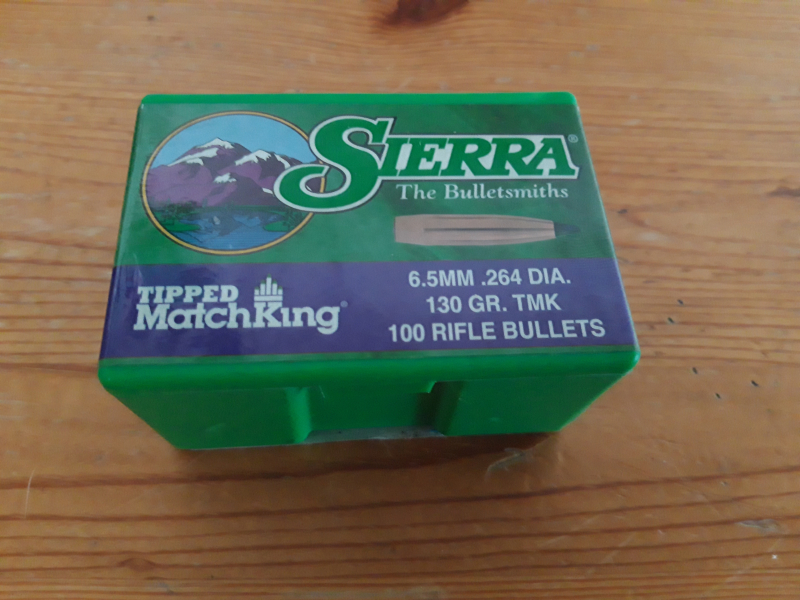 SIERRA®
The Bulletsmiths
TIPPED
MatchKing®
6.5MM .264 DIA.
130 GR. TMK
100 RIFLE BULLETS